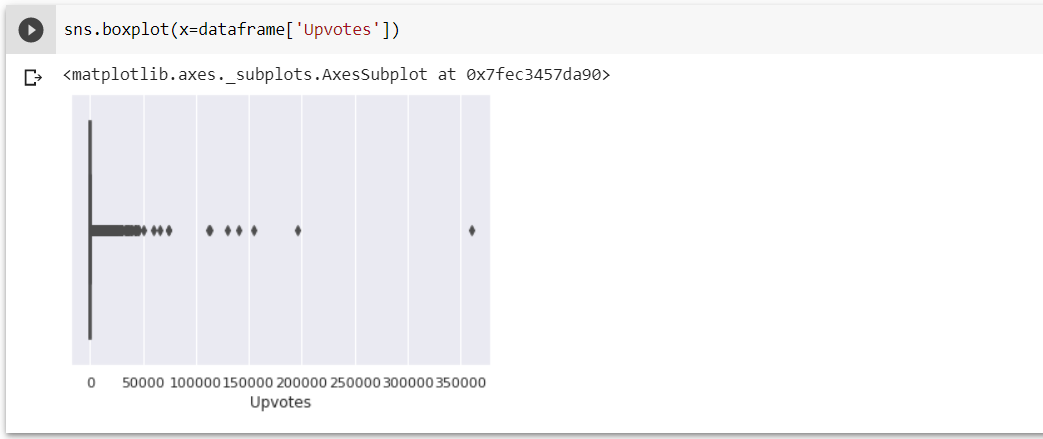 sns.boxplot(x=dataframe['Upvotes'])
<matplotlib.axes._subplots.AxesSubplot at 0x7fec3457da90>
0 50000 100000 150000 200000 250000 300000 350000
Upvotes